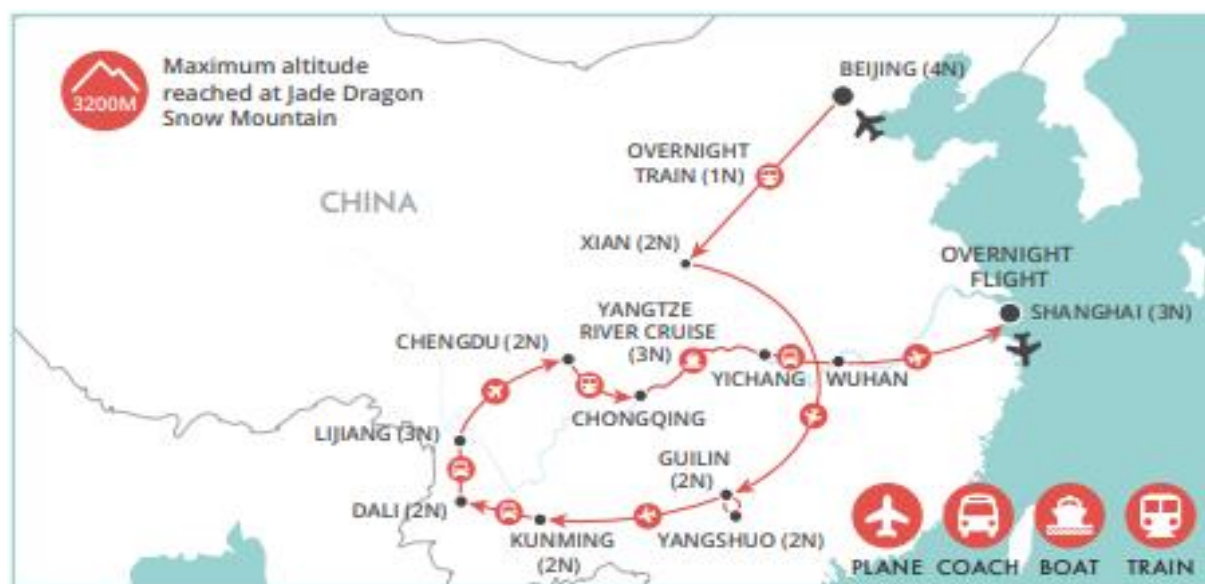 3200M
Maximum altitude
reached at Jade Dragon
Snow Mountain
BEIJING (4N)
OVERNIGHT
TRAIN (1N)
CHINA
XIAN (2N)
OVERNIGHT
FLIGHT
SHANGHAI (3N)
YANGTZE
RIVER CRUISE
(3N)
CHENGDU (2N)
YICHANG
WUHAN
CHONGQING
LIJIANG (3N)
GUILIN
(2N)
DALI (2N)
KUNMING
(2N)
YANGSHUO (2N)
PLANE
COACH
BOAT
TRAIN